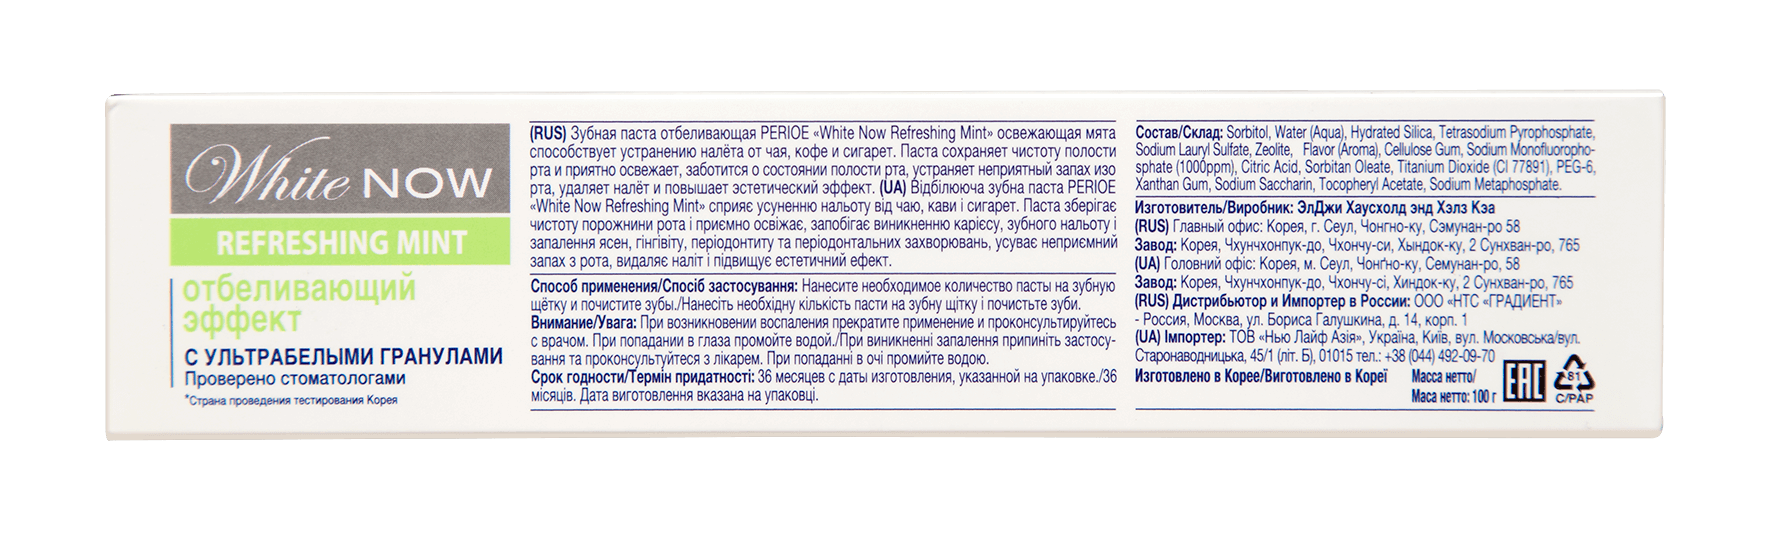 White NOW
REFRESHING MINT
отбеливающий
эффект
С УЛЬТРАБЕЛЫМИ ГРАНУЛАМИ
Проверено стоматологами
*Страна проведения тестирования Корея
(RUS) Зубная паста отбеливающая PERIOE «White Now Refreshing Mint» освежающая мята
способствует устранению налёта от чая, кофе и сигарет. Паста сохраняет чистоту полости
рта и приятно освежает, заботится о состоянии полости рта, устраняет неприятный запах изо
рта, удаляет налёт и повышает эстетический эффект. (UA) Відбілююча зубна паста PERIOE
«White Now Refreshing Mint» сприяє усуненню нальоту від чаю, кави і сигарет. Паста зберігає
чистоту порожнини рота і приємно освіжає, запобігає виникненню карієсу, зубного нальоту і
запалення ясен, гінгівіту, періодонтиту та періодонтальних захворювань, усуває неприємний
запах з рота, видаляє наліт і підвищує естетичний ефект.
Способ применения/Спосіб застосування: Нанесите необходимое количество пасты на зубную
щётку и почистите зубы./Нанесіть необхідну кількість пасти на зубну щітку і почистьте зуби.
Внимание/Увага: При возникновении воспаления прекратите применение и проконсультируйтесь
с врачом. При попадании в глаза промойте водой./При виникненні запалення припиніть застосу-
вання та проконсультуйтеся з лікарем. При попаданні в очі промийте водою.
Срок годности/Термін придатності: 36 месяцев с даты изготовления, указанной на упаковке./36
місяців. Дата виготовлення вказана на упаковці.
Состав/Склад: Sorbitol, Water (Aqua), Hydrated Silica, Tetrasodium Pyrophosphate,
Sodium Lauryl Sulfate, Zeolite, Flavor (Aroma), Cellulose Gum, Sodium Monofluoropho-
sphate (1000ppm), Citric Acid, Sorbitan Oleate, Titanium Dioxide (CI 77891), PEG-6,
Xanthan Gum, Sodium Saccharin, Tocopheryl Acetate, Sodium Metaphosphate.
Изготовитель/Виробник: ЭлДжи Хаусхолд энд Хэлз Кэа
(RUS) Главный офис: Корея, г. Сеул, Чонгно-ку, Сэмунан-ро 58
Завод: Корея, Чхунчхонпук-до, Чхончу-си, Хындок-ку, 2 Сунхван-ро, 765
(UA) Головний офіс: Корея, м. Сеул, Чонґно-ку, Семунан-ро, 58
Завод: Корея, Чхунчхонпук-до, Чхончу-сі, Хиндок-ку, 2 Сунхван-ро, 765
(RUS) Дистрибьютор и Импортер в России: ООО «НТС «ГРАДИЕНТ»
- Россия, Москва, ул. Бориса Галушкина, д. 14, корп. 1
(UA) Імпортер: ТОВ «Нью Лайф Азія», Україна, Київ, вул. Московська/вул.
Старонаводницька, 45/1 (літ. Б), 01015 тел.: +38 (044) 492-09-70
Изготовлено в Корее/Виготовлено в Кореї
Масса нетто/
Маса нетто: 100 г
EAC
81
C/PAP